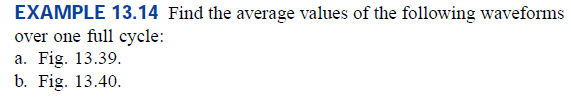 EXAMPLE 13.14 Find the average values of the following waveforms
over one full cycle:
a. Fig. 13.39.
b. Fig. 13.40.